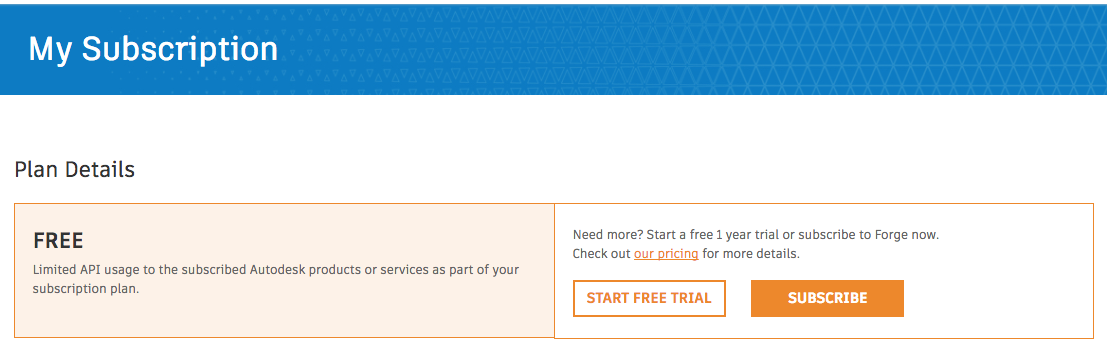 My Subscription
Plan Details
FREE
Limited API usage to the subscribed Autodesk products or services as part of your
subscription plan.
Need more? Start a free 1 year trial or subscribe to Forge now.
Check out our pricing for more details.
START FREE TRIAL
SUBSCRIBE